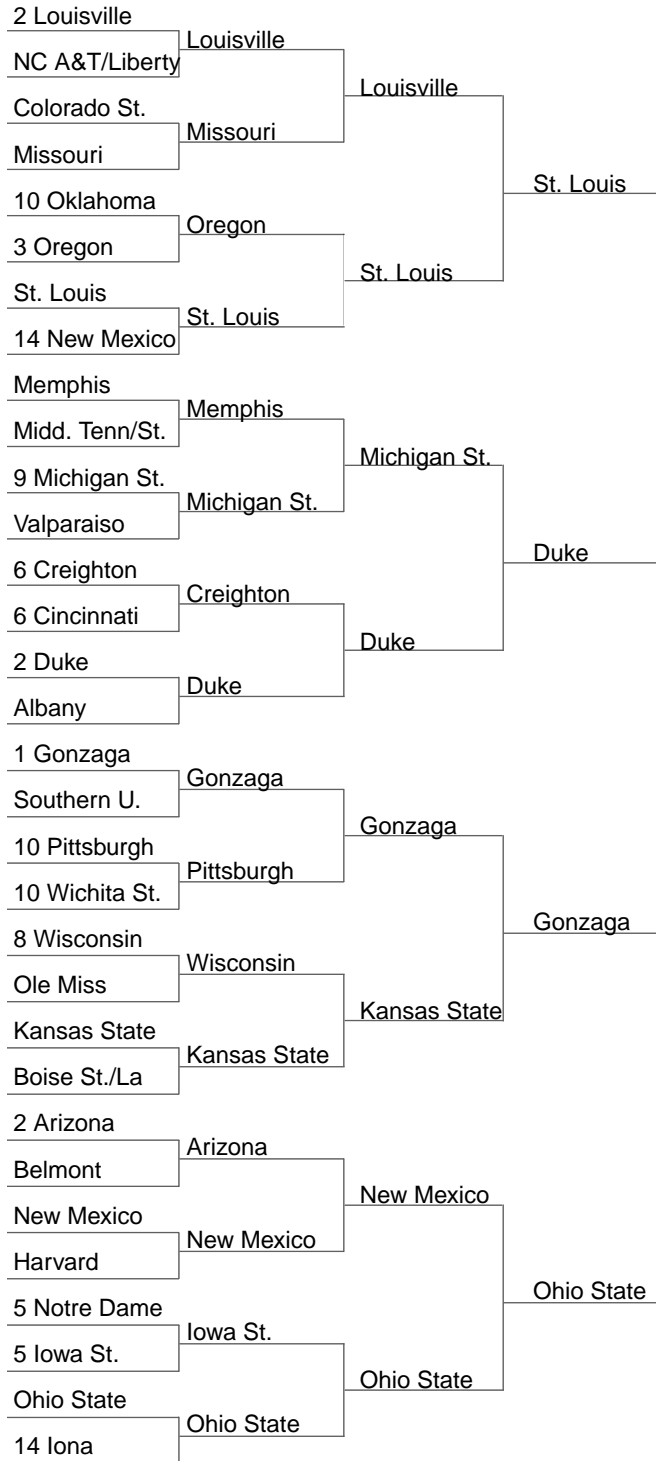 2 Louisville
NC A&T/Liberty
Colorado St.
Missouri
10 Oklahoma
3 Oregon
St. Louis
14 New Mexico
Memphis
Midd. Tenn/St.
9 Michigan St.
Valparaiso
6 Creighton
6 Cincinnati
2 Duke
Albany
1 Gonzaga
Southern U.
10 Pittsburgh
10 Wichita St.
8 Wisconsin
Ole Miss
Kansas State
Boise St./La
2 Arizona
Belmont
New Mexico
Harvard
5 Notre Dame
5 Iowa St.
Ohio State
14 Iona
Louisville
Missouri
Oregon
St. Louis
Memphis
Michigan St.
Creighton
Duke
Gonzaga
Pittsburgh
Wisconsin
Kansas State
Arizona
New Mexico
Iowa St.
Ohio State
Louisville
St. Louis
Michigan St.
Duke
Gonzaga
Kansas State
New Mexico
Ohio State
St. Louis
Duke
Gonzaga
Ohio State